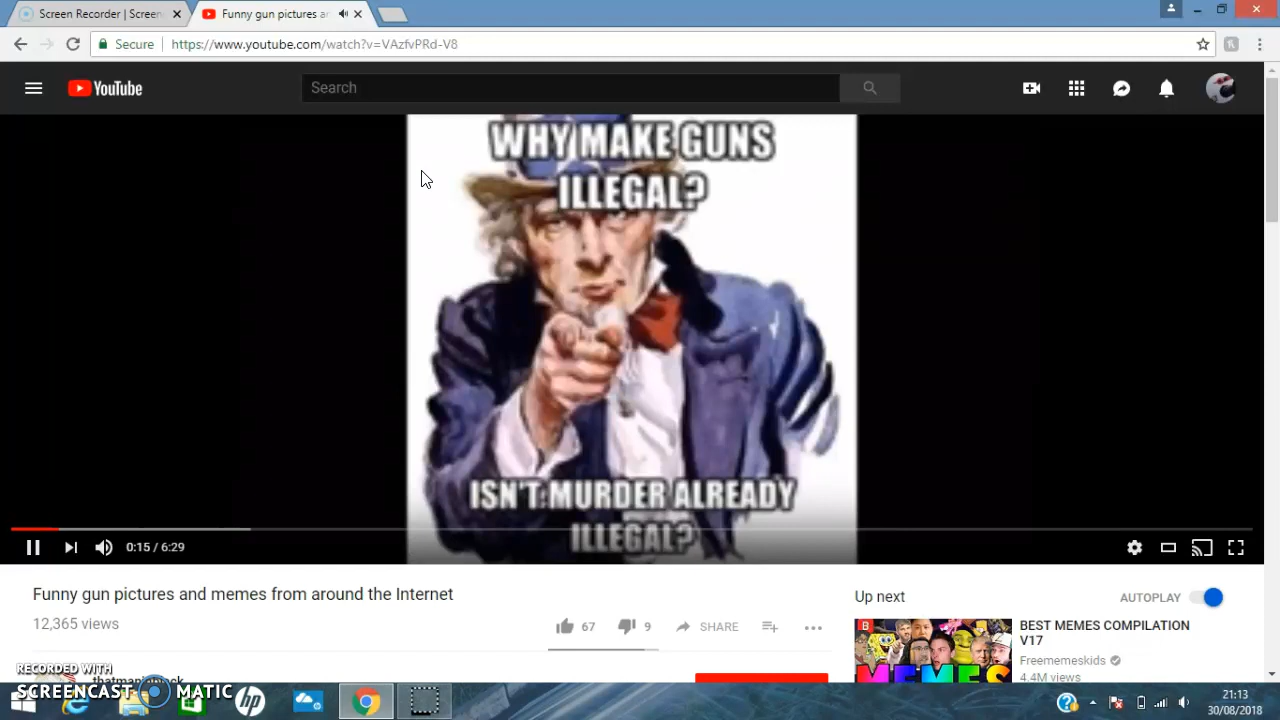 Screen Recorder | Screen
Funny gun pictures ar
Secure
https://www.youtube.com/watch?v=VAzfvPRd-V8
YouTube
Search
WHY MAKE GUNS
ILLEGAL?
ISN'T MURDER ALREADY
ILLEGAL?
0:15 / 6:29
Funny gun pictures and memes from around the Internet
12,365 views
67
9
SHARE
Up next
AUTOPLAY
B
MEMES
BEST MEMES COMPILATION
V17
Freememeskids
4.4M views
RECORDED WITH
SCREENCAST MATIC
hp
21:13
30/08/2018